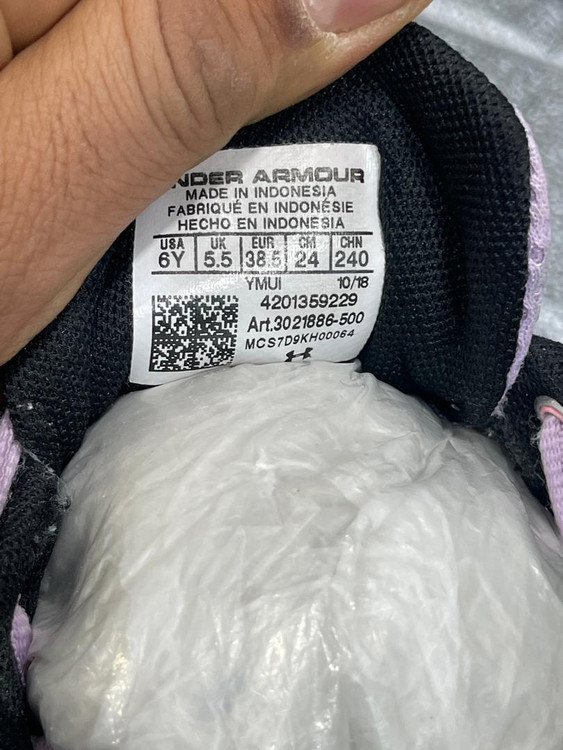 UNDER ARMOUR
MADE IN INDONESIA
FABRIQUÉ EN INDONÉSIE
HECHO EN INDONESIA
USA UK EUR CM CHN
6Y 5.5 38.5 24 240
YMUI 10/18
4201359229
Art.3021886-500
MCS7D9KH00064